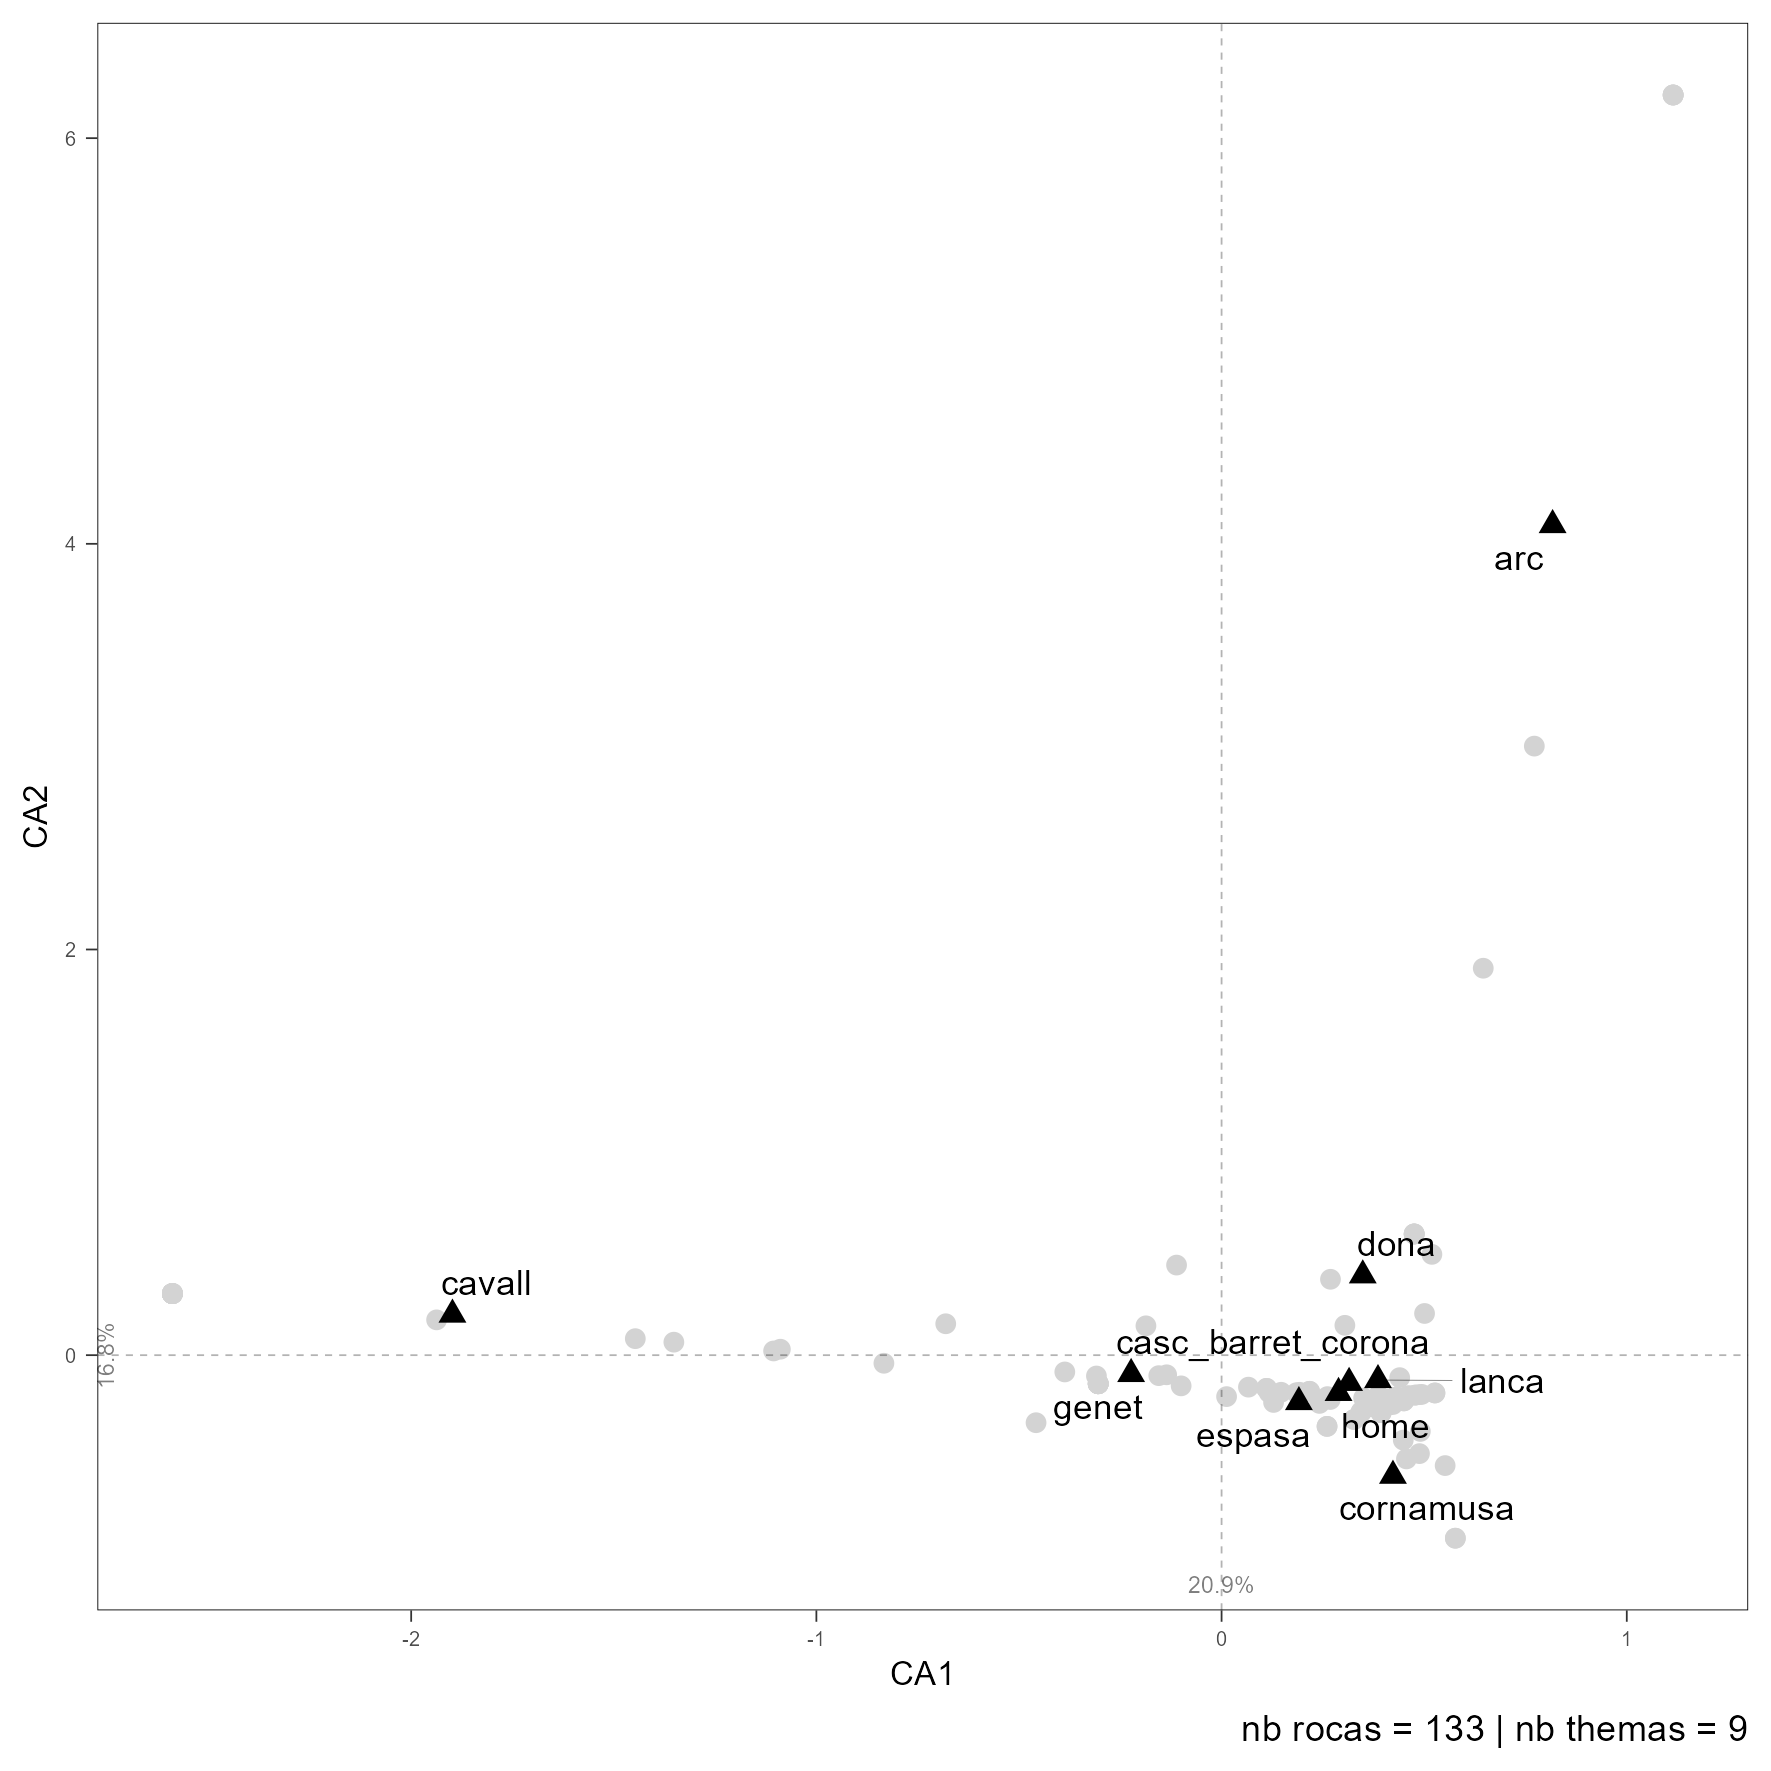 6
4
arc
CA2
2
dona
cavall
casc_barret_corona
0
16.8%
lanca
genet
home
espasa
cornamusa
20.9%
-2
-1
0
1
CA1
nb rocas = 133 | nb themas = 9